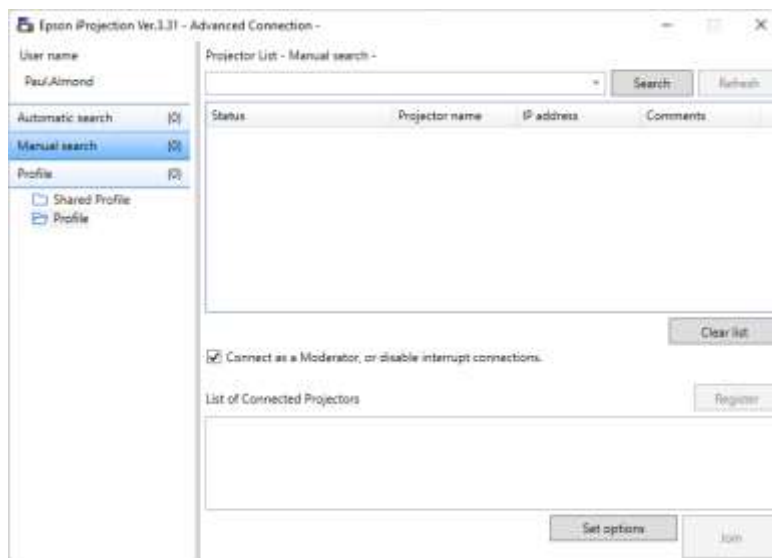 Epson iProjection Ver.3.31 - Advanced Connection -
User name
Paul.Almond
Automatic search (0)
Manual search (0)
Profile (0)
Shared Profile
Profile
Projector List - Manual search -
Search
Refresh
Status Projector name IP address Comments
Clear list
Connect as a Moderator, or disable interrupt connections.
List of Connected Projectors
Register
Set options
Join